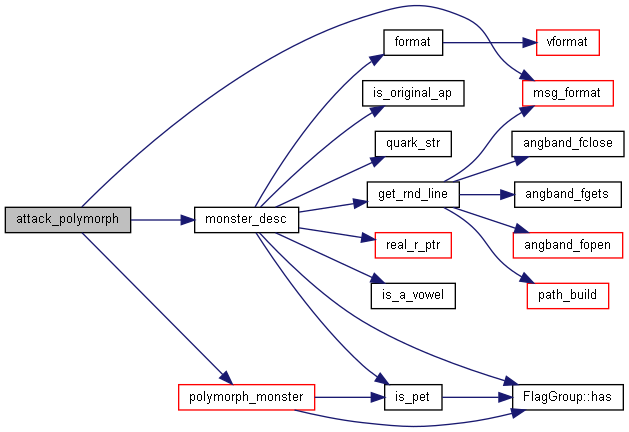 format
vformat
is_original_ap
msg_format
quark_str
angband_fclose
attack_polymorph
monster_desc
get_rnd_line
angband_fgets
real_r_ptr
angband_fopen
is_a_vowel
path_build
polymorph_monster
is_pet
FlagGroup::has